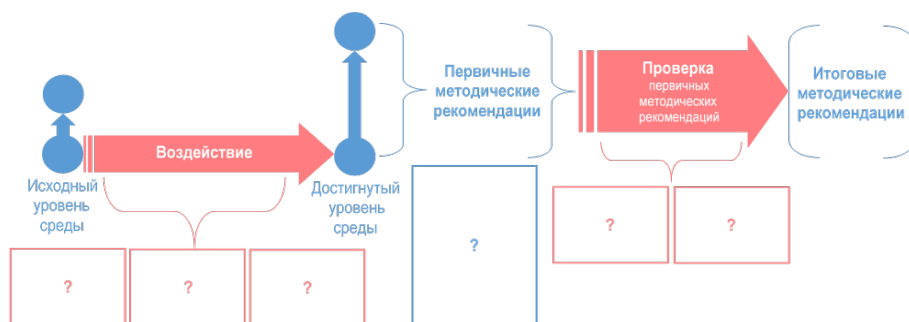 Первичные
методические
рекомендации
Проверка
первичных
методических
рекомендаций
Итоговые
методические
рекомендации
Воздействие
Исходный
уровень
среды
Достигнутый
уровень
среды
?
?
?
?
?
?